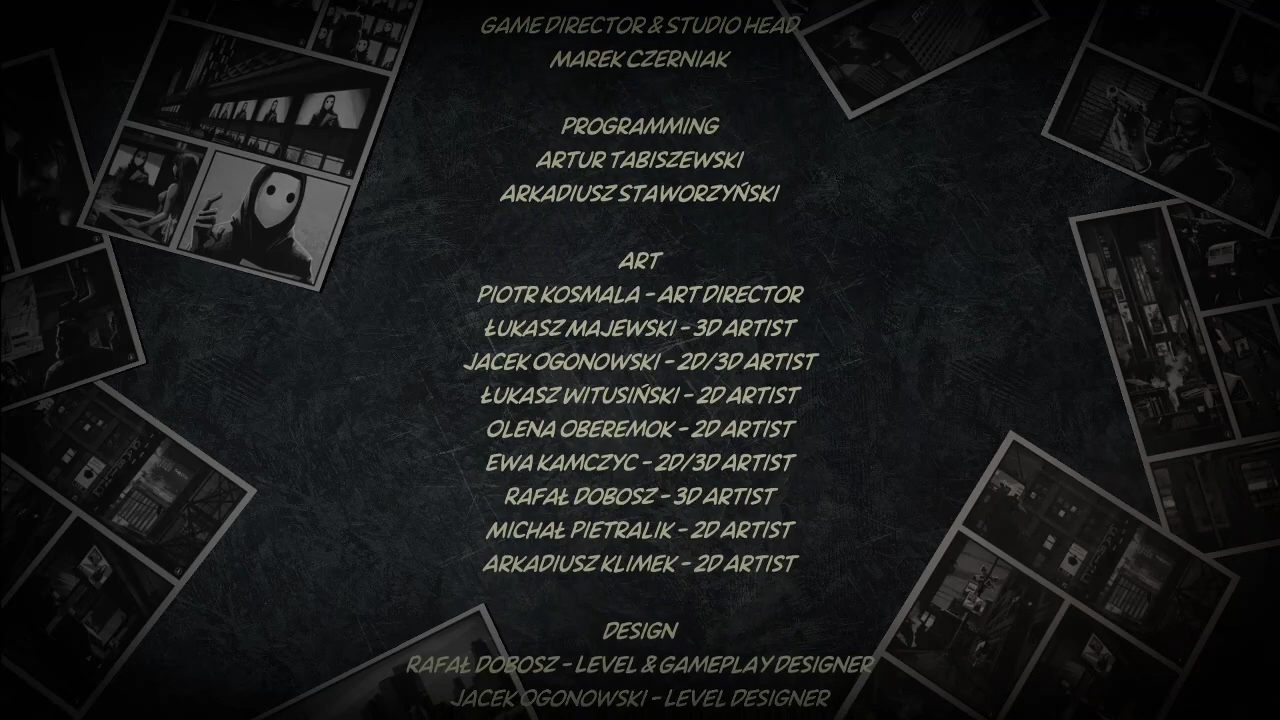 GAME DIRECTOR & STUDIO HEAD
MAREK CZERNIAK
PROGRAMMING
ARTUR TABISZEWSKI
ARKADIUSZ STAWORZYŃSKI
ART
PIOTR KOSMALA - ART DIRECTOR
ŁUKASZ MAJEWSKI - 3D ARTIST
JACEK OGONOWSKI - 2D/3D ARTIST
ŁUKASZ WITUSIŃSKI - 2D ARTIST
OLENA OBEREMOK - 2D ARTIST
EWA KAMCZYC - 2D/3D ARTIST
RAFAŁ DOBOSZ - 3D ARTIST
MICHAŁ PIETRALIK - 2D ARTIST
ARKADIUSZ KLIMEK - 2D ARTIST
DESIGN
RAFAŁ DOBOSZ - LEVEL & GAMEPLAY DESIGNER
JACEK OGONOWSKI - LEVEL DESIGNER